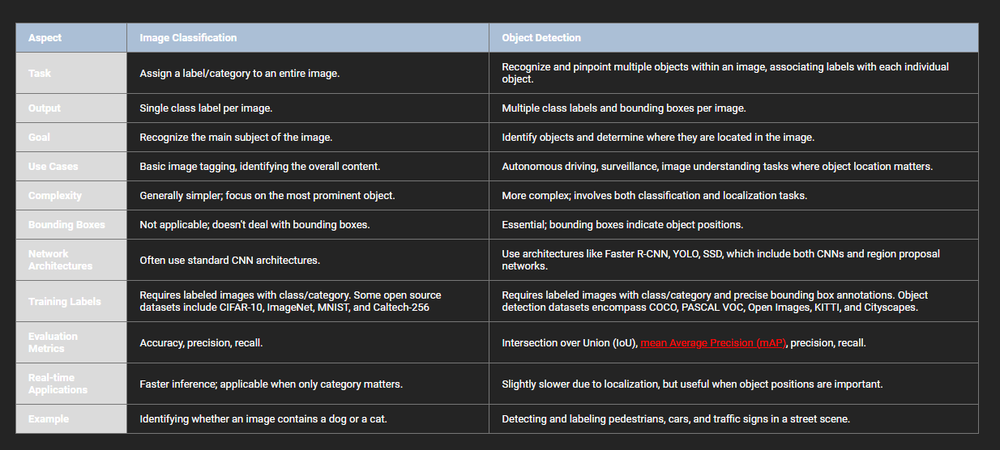 Aspect
Image Classification
Object Detection
Task
Assign a label/category to an entire image.
Recognize and pinpoint multiple objects within an image, associating labels with each individual
object.
Output
Single class label per image.
Multiple class labels and bounding boxes per image.
Goal
Recognize the main subject of the image.
Identify objects and determine where they are located in the image.
Use Cases
Basic image tagging, identifying the overall content.
Autonomous driving, surveillance, image understanding tasks where object location matters.
Complexity
Generally simpler; focus on the most prominent object.
More complex; involves both classification and localization tasks.
Bounding Boxes
Not applicable; doesn't deal with bounding boxes.
Essential; bounding boxes indicate object positions.
Network
Architectures
Often use standard CNN architectures.
Use architectures like Faster R-CNN, YOLO, SSD, which include both CNNs and region proposal
networks.
Training Labels
Requires labeled images with class/category. Some open source
datasets include CIFAR-10, ImageNet, MNIST, and Caltech-256
Requires labeled images with class/category and precise bounding box annotations. Object
detection datasets encompass COCO, PASCAL VOC, Open Images, KITTI, and Cityscapes.
Evaluation
Metrics
Accuracy, precision, recall.
Intersection over Union (IoU), mean Average Precision (mAP), precision, recall.
Real-time
Applications
Faster inference; applicable when only category matters.
Slightly slower due to localization, but useful when object positions are important.
Example
Identifying whether an image contains a dog or a cat.
Detecting and labeling pedestrians, cars, and traffic signs in a street scene.